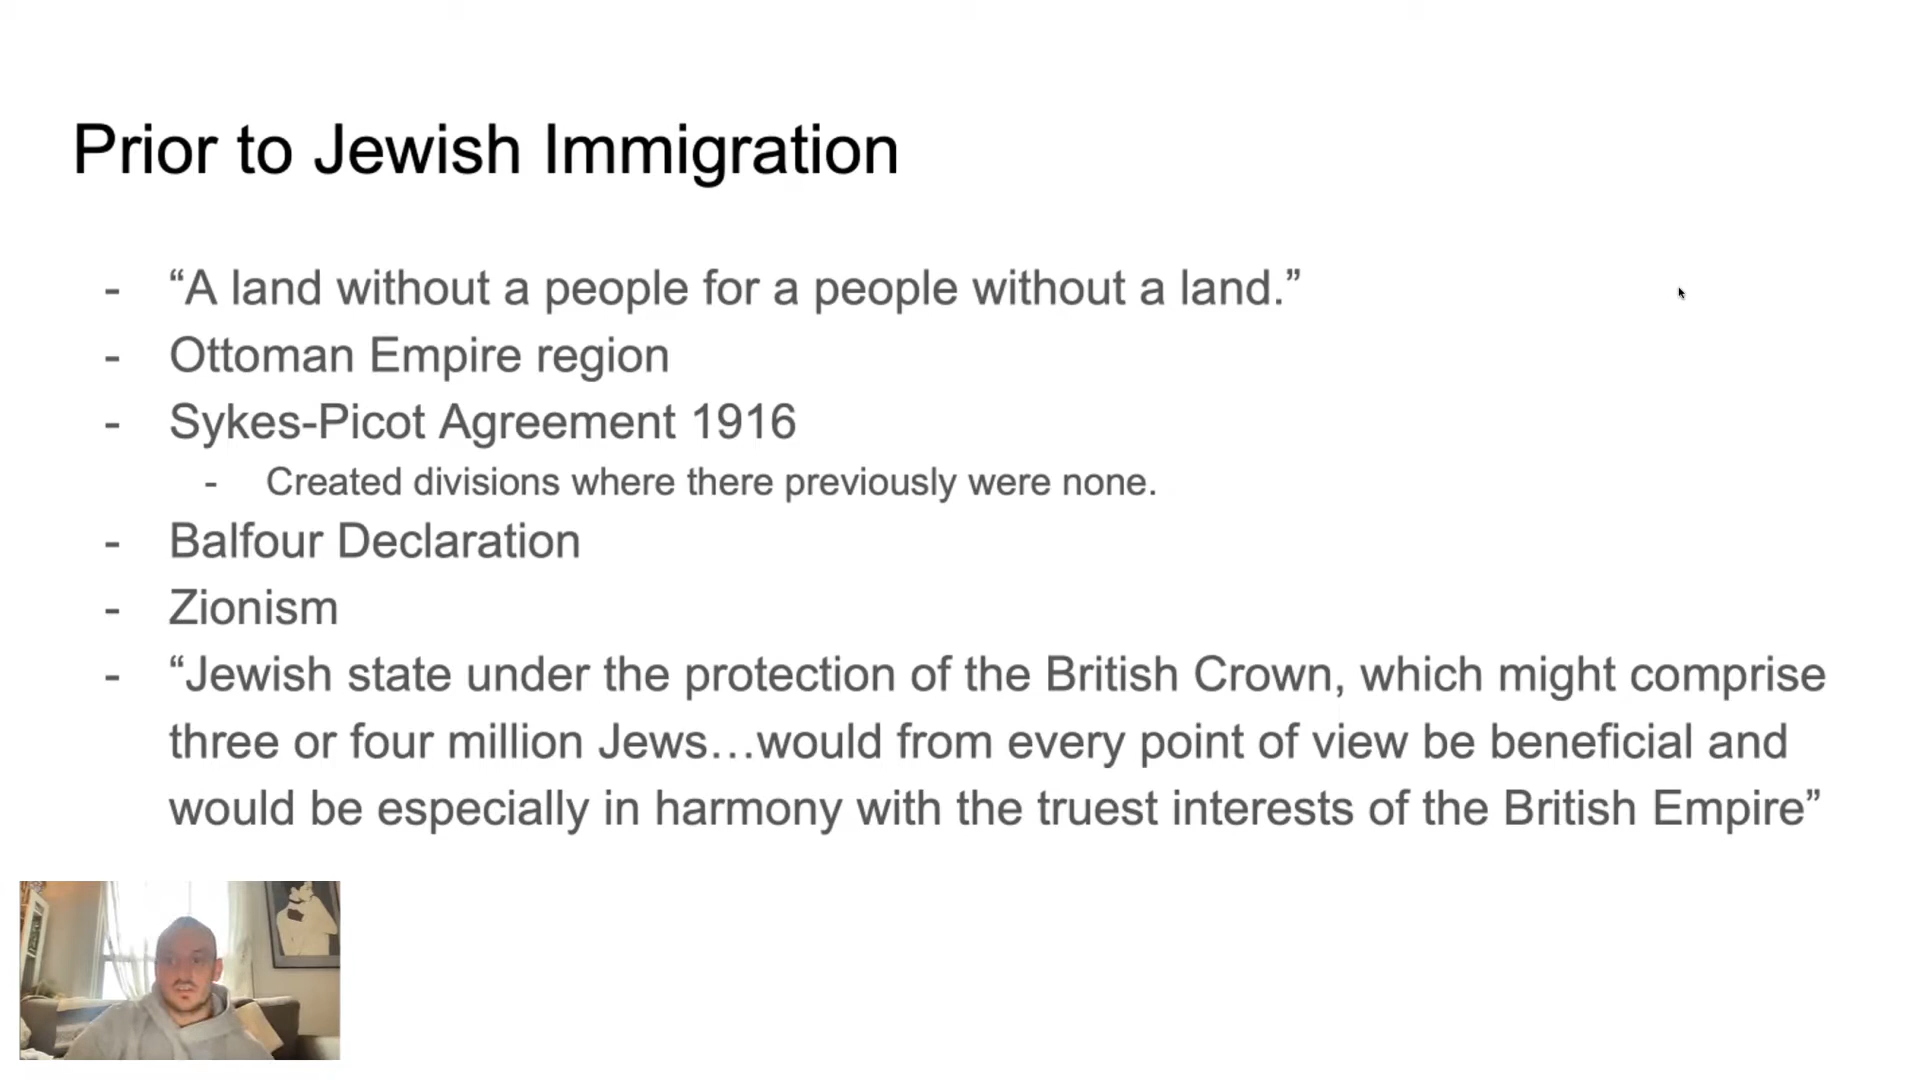 Prior to Jewish Immigration
- “A land without a people for a people without a land.”
- Ottoman Empire region
- Sykes-Picot Agreement 1916
- Created divisions where there previously were none.
- Balfour Declaration
- Zionism
- “Jewish state under the protection of the British Crown, which might comprise
three or four million Jews…would from every point of view be beneficial and
would be especially in harmony with the truest interests of the British Empire”